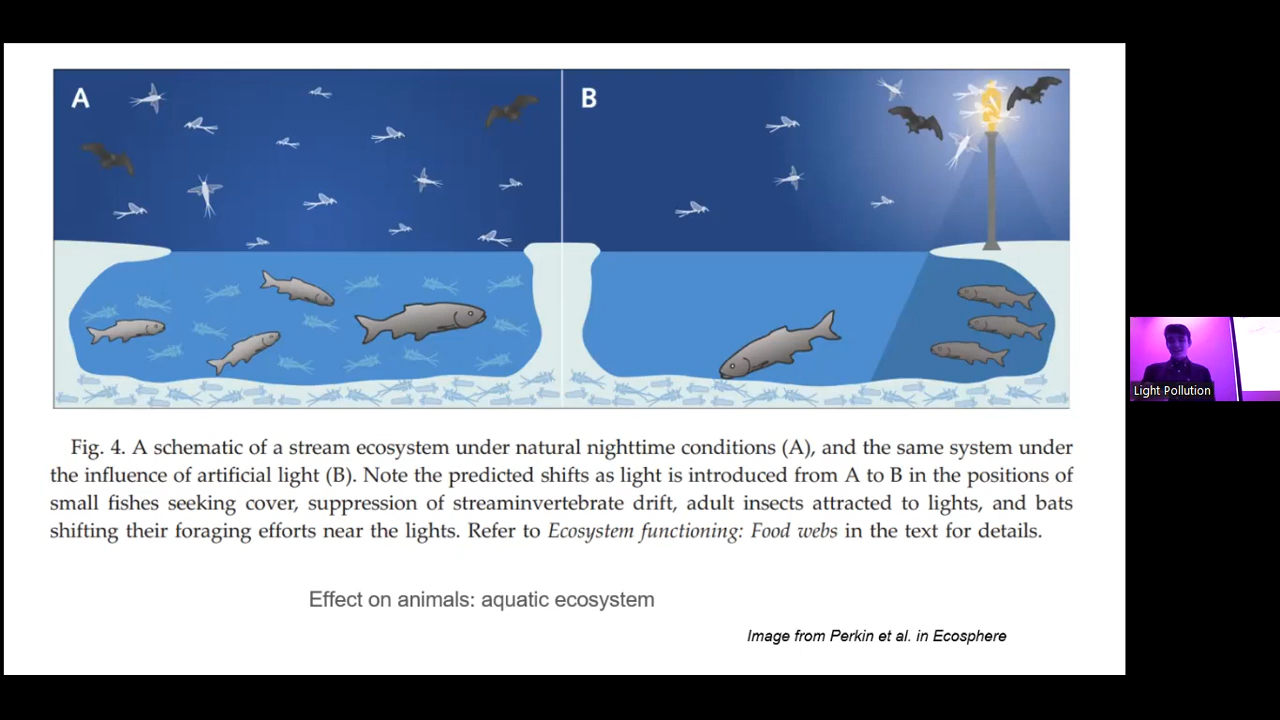 A
B
Fig. 4. A schematic of a stream ecosystem under natural nighttime conditions (A), and the same system under
the influence of artificial light (B). Note the predicted shifts as light is introduced from A to B in the positions of
small fishes seeking cover, suppression of streaminvertebrate drift, adult insects attracted to lights, and bats
shifting their foraging efforts near the lights. Refer to Ecosystem functioning: Food webs in the text for details.
Effect on animals: aquatic ecosystem
Image from Perkin et al. in Ecosphere
Light Pollution